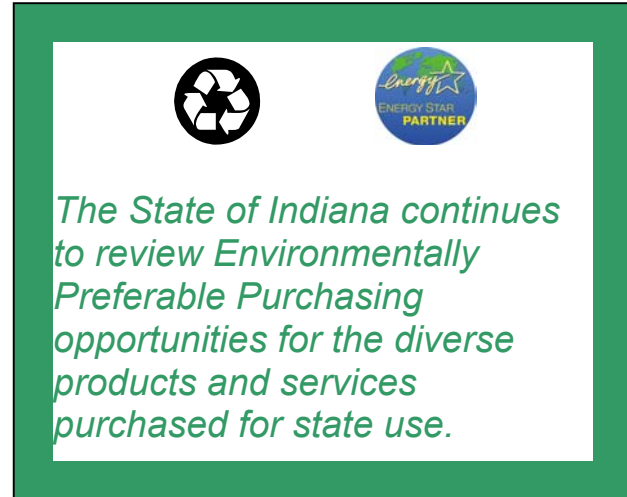 energy
ENERGY STAR
PARTNER
The State of Indiana continues
to review Environmentally
Preferable Purchasing
opportunities for the diverse
products and services
purchased for state use.